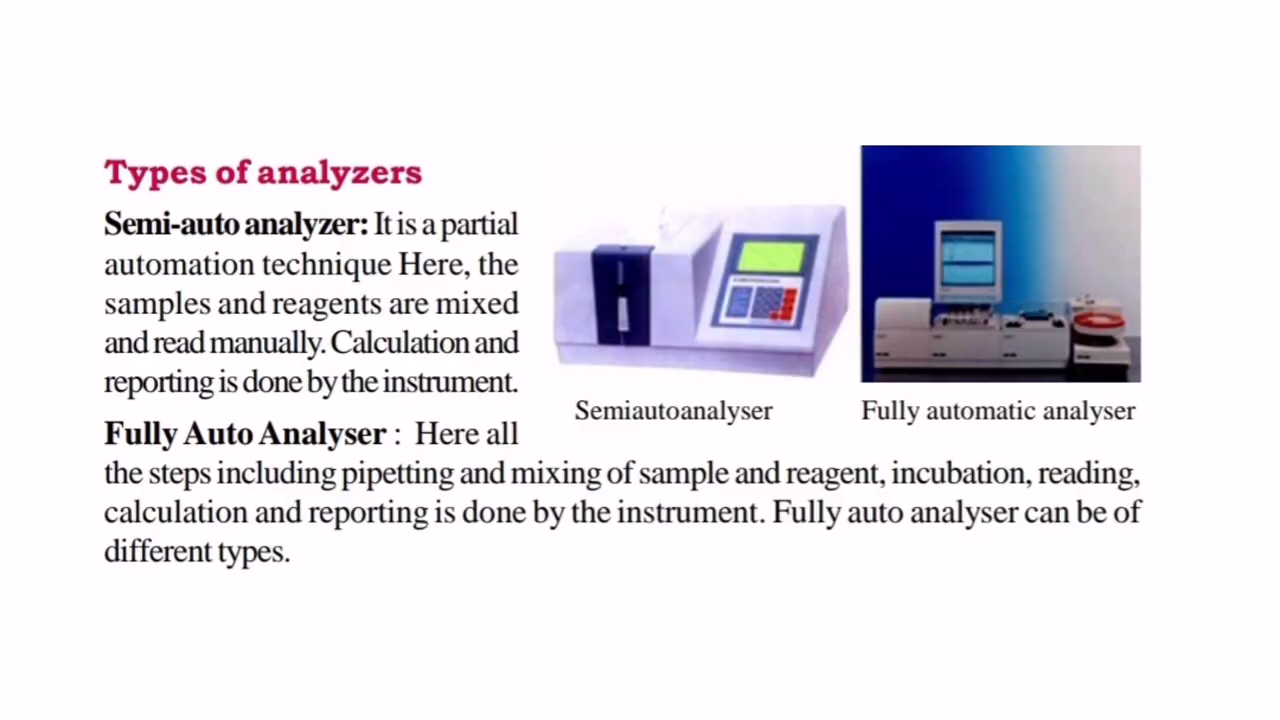 Types of analyzers
Semi-auto analyzer: It is a partial
automation technique Here, the
samples and reagents are mixed
and read manually. Calculation and
reporting is done by the instrument.
Semiautoanalyser
Fully automatic analyser
Fully Auto Analyser : Here all
the steps including pipetting and mixing of sample and reagent, incubation, reading,
calculation and reporting is done by the instrument. Fully auto analyser can be of
different types.